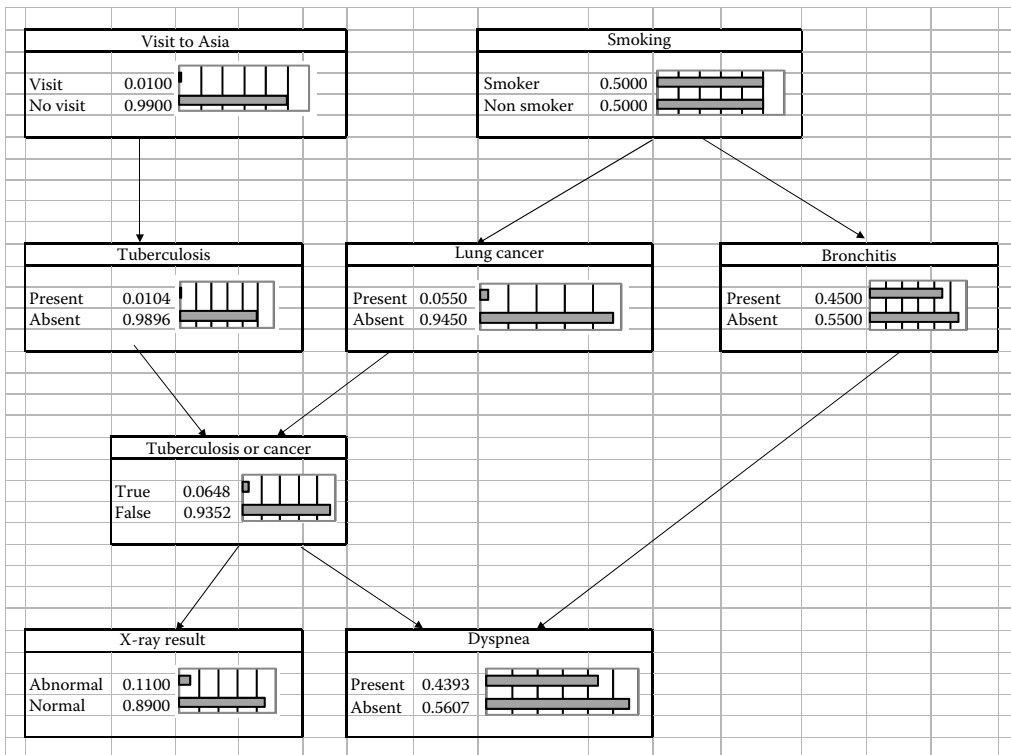 Visit to Asia
Visit 0.0100
No visit 0.9900
Smoking
Smoker 0.5000
Non smoker 0.5000
Tuberculosis
Present 0.0104
Absent 0.9896
Lung cancer
Present 0.0550
Absent 0.9450
Bronchitis
Present 0.4500
Absent 0.5500
Tuberculosis or cancer
True 0.0648
False 0.9352
X-ray result
Abnormal 0.1100
Normal 0.8900
Dyspnea
Present 0.4393
Absent 0.5607